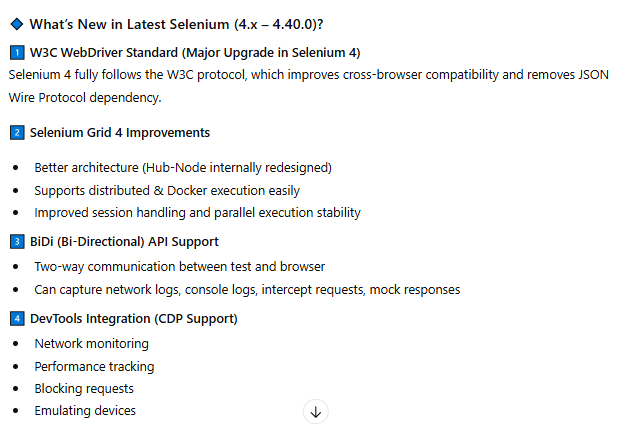 🔷 What's New in Latest Selenium (4.x – 4.40.0)?
1 W3C WebDriver Standard (Major Upgrade in Selenium 4)
Selenium 4 fully follows the W3C protocol, which improves cross-browser compatibility and removes JSON
Wire Protocol dependency.
2 Selenium Grid 4 Improvements
• Better architecture (Hub-Node internally redesigned)
• Supports distributed & Docker execution easily
• Improved session handling and parallel execution stability
3 BiDi (Bi-Directional) API Support
• Two-way communication between test and browser
• Can capture network logs, console logs, intercept requests, mock responses
4 DevTools Integration (CDP Support)
• Network monitoring
• Performance tracking
• Blocking requests
• Emulating devices